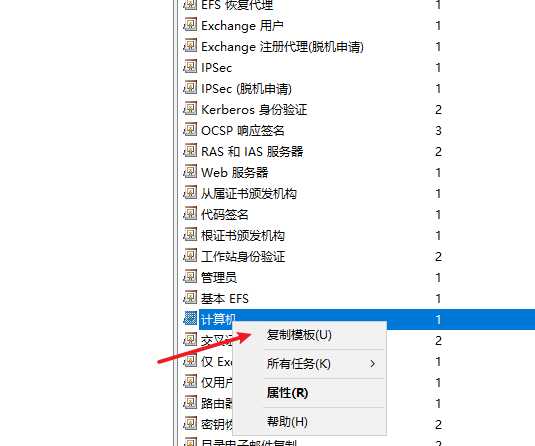 EFS 恢复代理 1
Exchange 用户 1
Exchange 注册代理(脱机申请) 1
IPSec 1
IPSec (脱机申请) 1
Kerberos 身份验证 2
OCSP 响应签名 3
RAS 和 IAS 服务器 2
Web 服务器 1
从属证书颁发机构 1
代码签名 1
根证书颁发机构 1
工作站身份验证 2
管理员 1
基本 EFS 1
计算机 1
复制模板(U)
交叉 2
所有任务(K)
仅 Exc 1
仅用户 1
属性(R)
路由器 1
帮助(H)
密钥恢 2
目录电子邮件复制 2